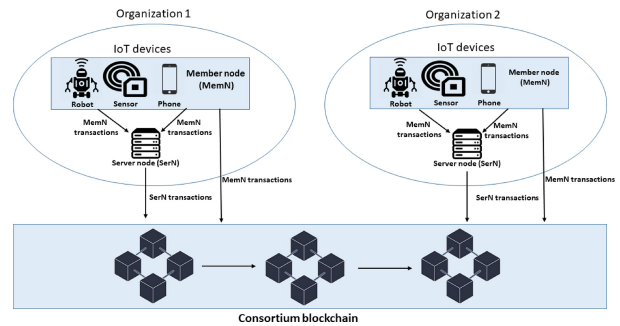 Organization 1
Organization 2
IoT devices
IoT devices
Member node
(MemN)
Member node
(MemN)
Robot
Sensor
Phone
Robot
Sensor
Phone
MemN
transactions
MemN
transactions
MemN
transactions
MemN
transactions
Server node (SerN)
Server node (SerN)
MemN transactions
MemN transactions
SerN transactions
SerN transactions
Consortium blockchain